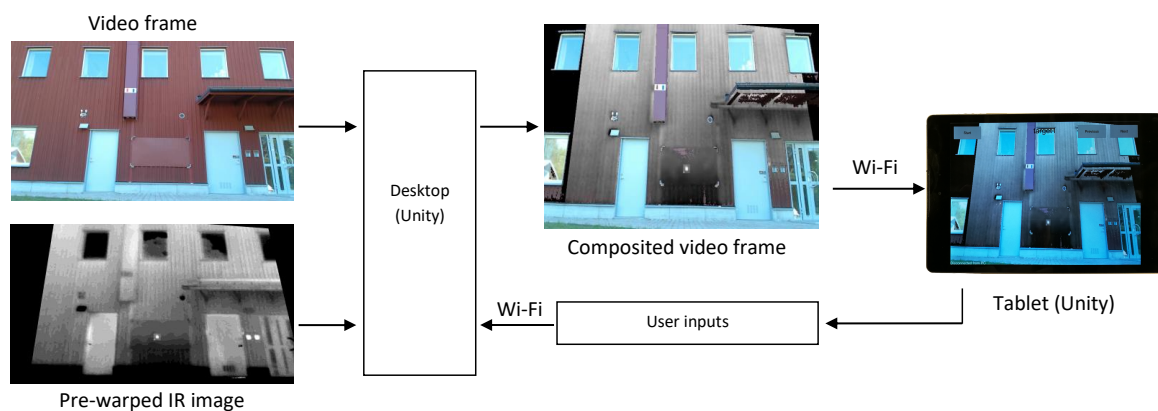 Video frame
Desktop
(Unity)
Pre-warped IR image
Composited video frame
Wi-Fi
Wi-Fi
User inputs
Tablet (Unity)